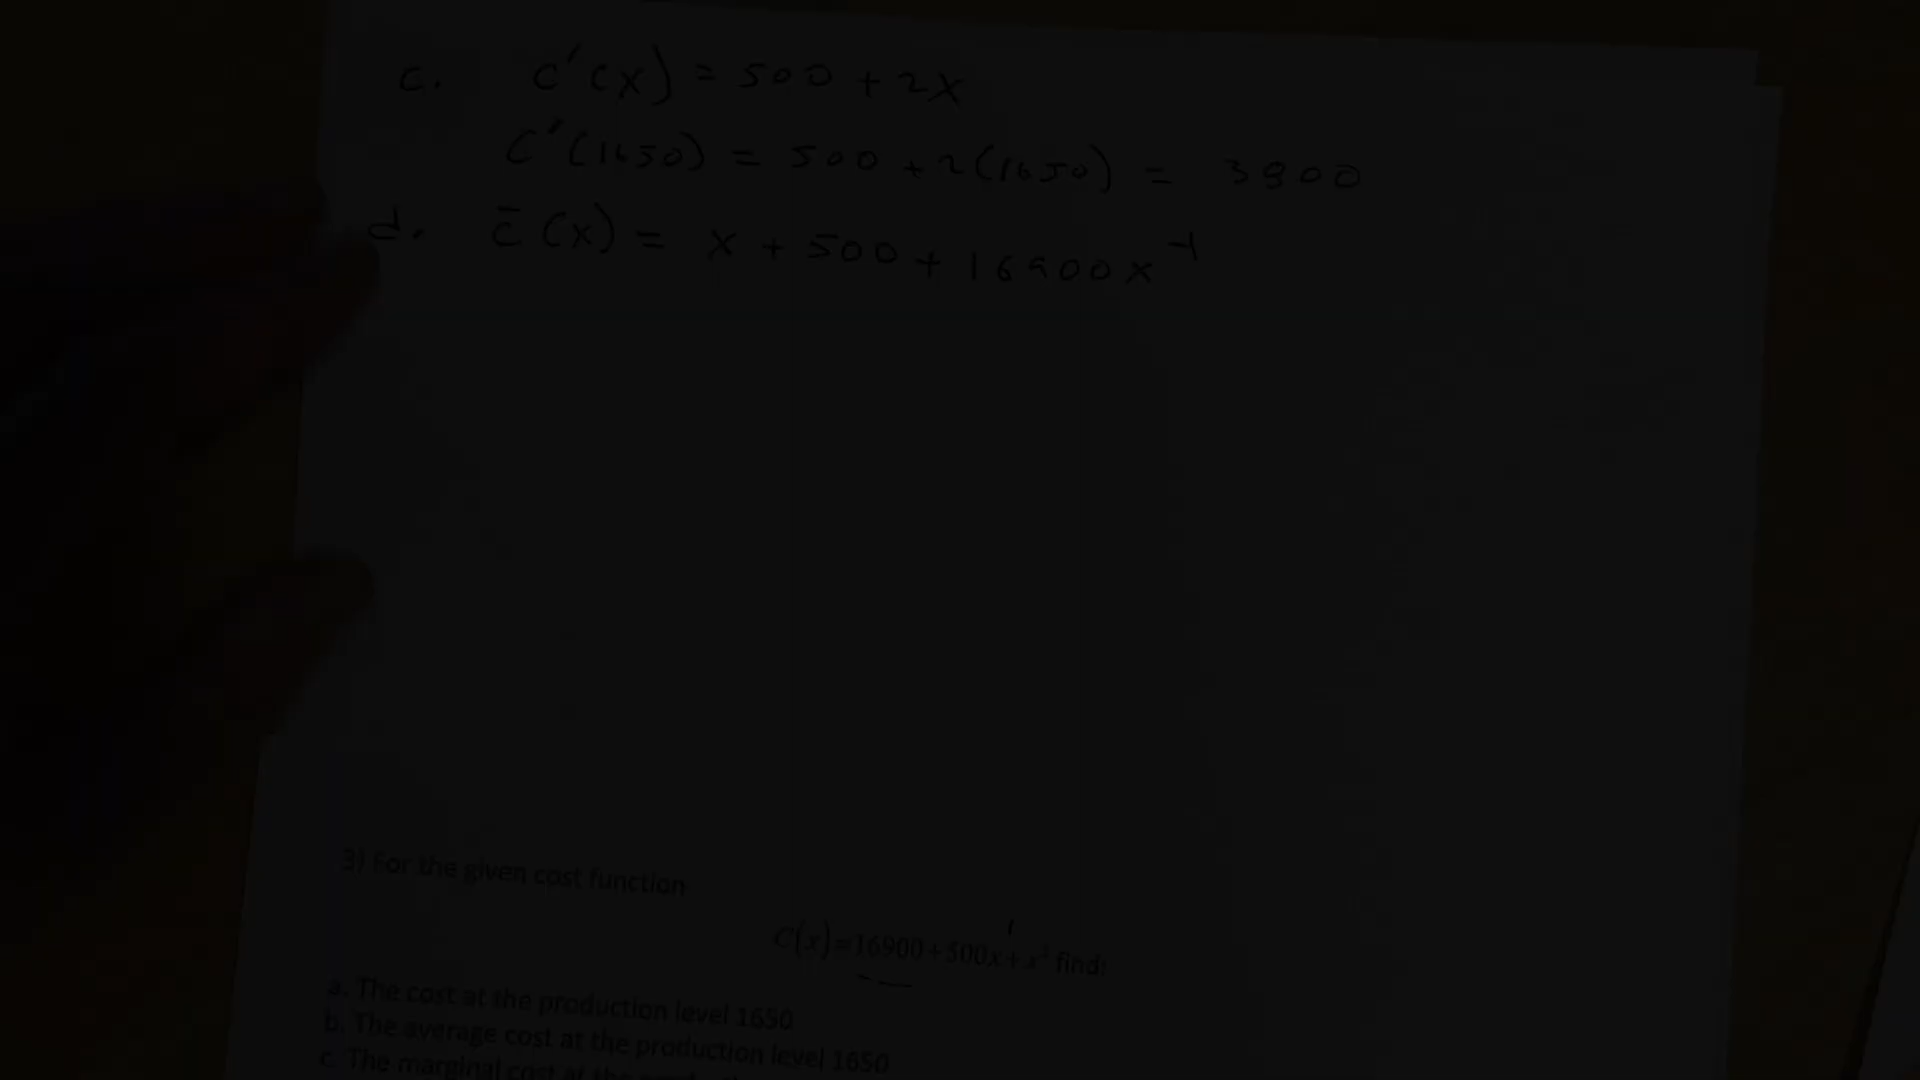 c. C'(x) = 500 + 2x
C'(1650) = 500 + 2(1650) = 3800
d. c̄(x) = x + 500 + 16900x⁻¹
3) For the given cost function
C(x)=16900+500x+x² find:
a. The cost at the production level 1650
b. The average cost at the production level 1650
c. The marginal cost at the